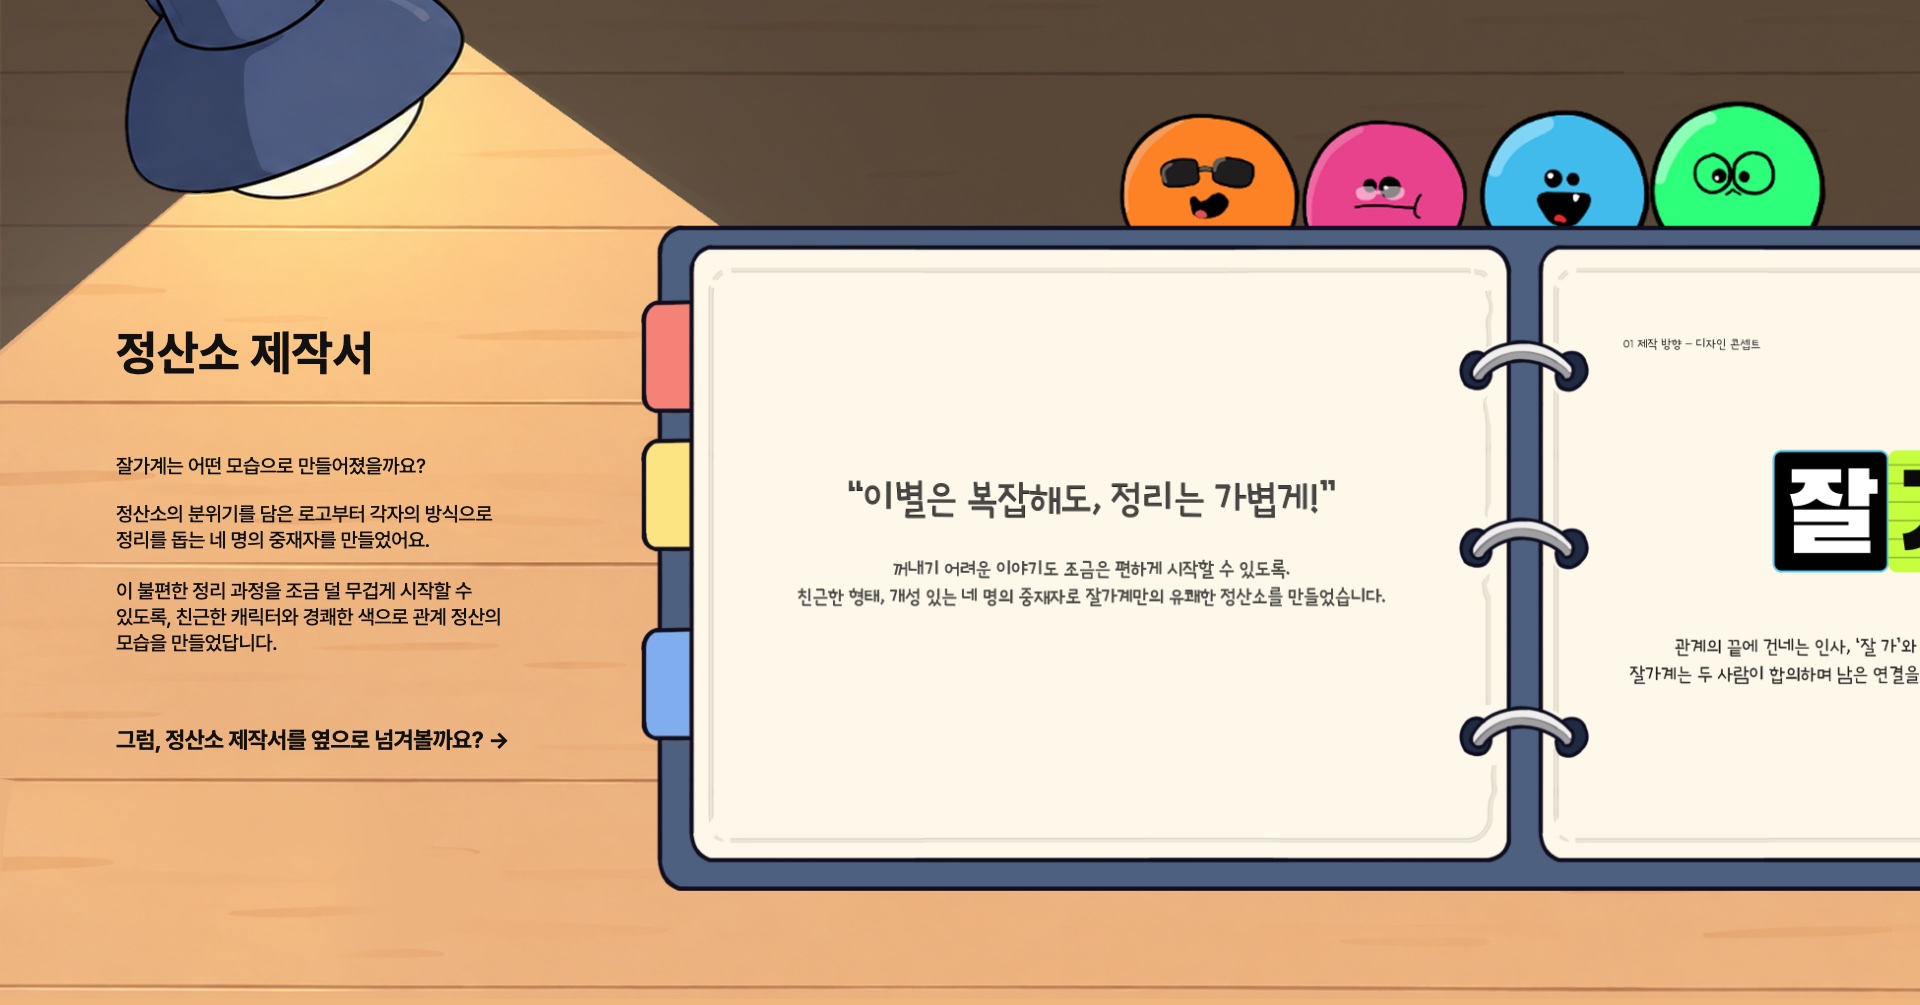 정산소 제작서
잘가계는 어떤 모습으로 만들어졌을까요?
정산소의 분위기를 담은 로고부터 각자의 방식으로
정리를 돕는 네 명의 중재자를 만들었어요.
이 불편한 정리 과정을 조금 덜 무겁게 시작할 수
있도록, 친근한 캐릭터와 경쾌한 색으로 관계 정산의
모습을 만들었답니다.
그럼, 정산소 제작서를 옆으로 넘겨볼까요? →
“이별은 복잡해도, 정리는 가볍게!”
꺼내기 어려운 이야기도 조금은 편하게 시작할 수 있도록.
친근한 형태, 개성 있는 네 명의 중재자로 잘가계만의 유쾌한 정산소를 만들었습니다.
01 제작 방향 – 디자인 콘셉트
잘
관계의 끝에 건네는 인사, ‘잘 가’와
잘가계는 두 사람이 합의하며 남은 연결을